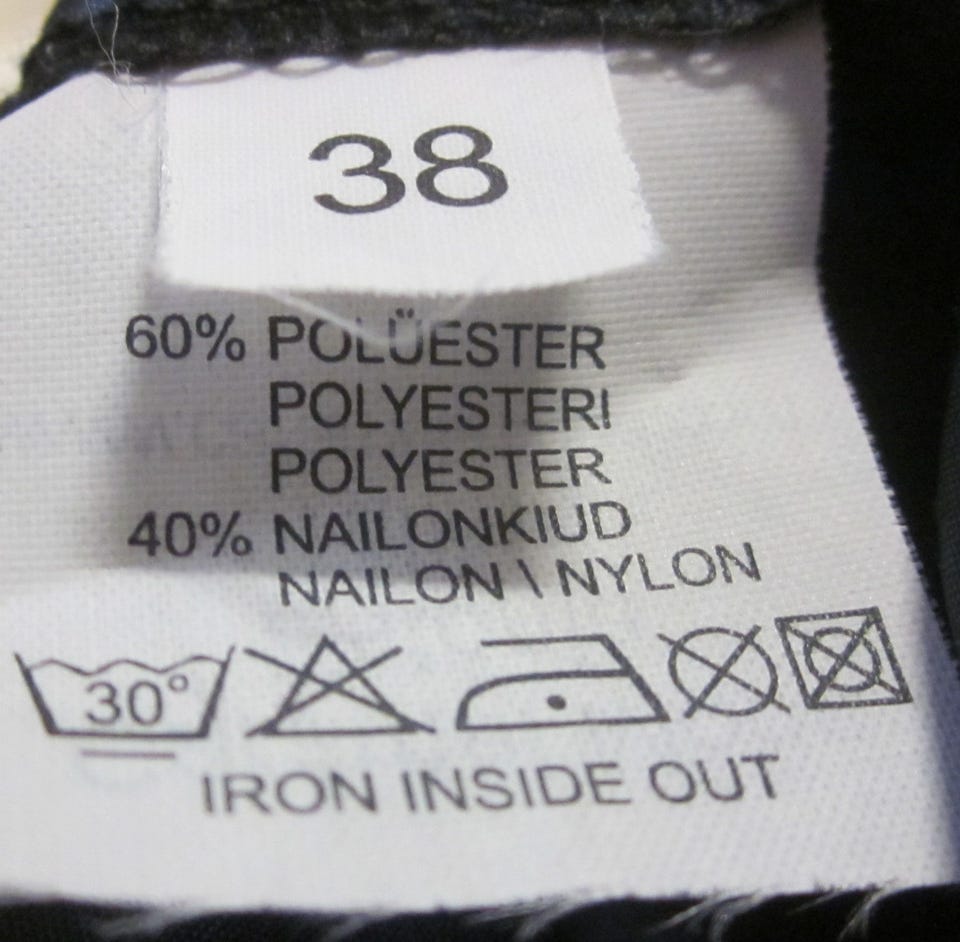 38
60% POLÜESTER
POLYESTERI
POLYESTER
40% NAILONKIUD
NAILON \ NYLON
30°
IRON INSIDE OUT